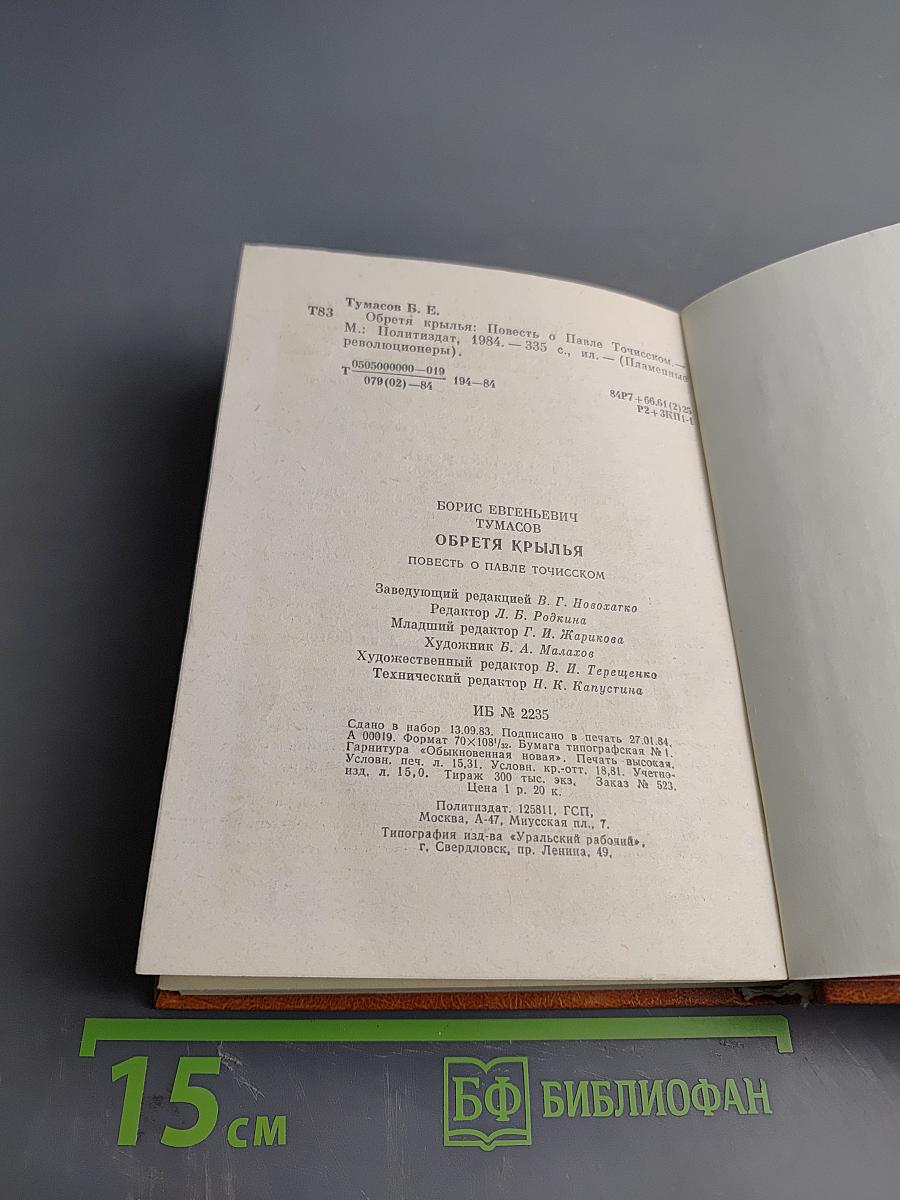 Тумасов Б. Е.
Т83 Обретя крылья: Повесть о Павле Точисском.—
М.: Политиздат, 1984.—335 с., ил.—(Пламенные
революционеры).
Т 0505000000—019 194—84
079(02)—84
84Р7+66.61(2)25
Р2+3КП1-1
БОРИС ЕВГЕНЬЕВИЧ
ТУМАСОВ
ОБРЕТЯ КРЫЛЬЯ
ПОВЕСТЬ О ПАВЛЕ ТОЧИССКОМ
Заведующий редакцией В. Г. Новохатко
Редактор Л. Б. Родкина
Младший редактор Г. И. Жарикова
Художник Б. А. Малахов
Художественный редактор В. И. Терещенко
Технический редактор Н. К. Капустина
ИБ № 2235
Сдано в набор 13.09.83. Подписано в печать 27.01.84.
А 00019. Формат 70×108¹/₃₂. Бумага типографская № 1.
Гарнитура «Обыкновенная новая». Печать высокая.
Условн. печ. л. 15,31. Условн. кр.-отт. 18,81. Учетно-
изд. л. 15,0. Тираж 300 тыс. экз. Заказ № 523.
Цена 1 р. 20 к.
Политиздат. 125811, ГСП,
Москва, А-47, Миусская пл., 7.
Типография изд-ва «Уральский рабочий»,
г. Свердловск, пр. Ленина, 49.
15 см
БФ БИБЛИОФАН